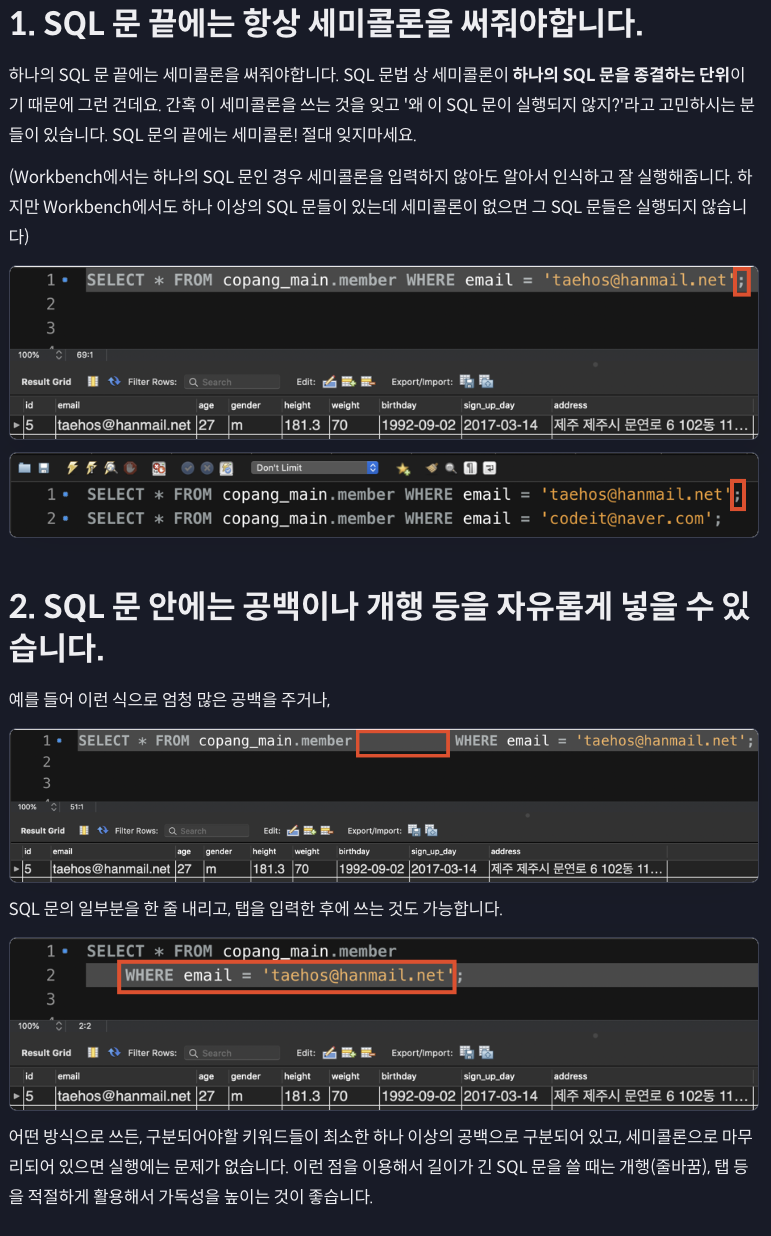 1. SQL 문 끝에는 항상 세미콜론을 써줘야합니다.
하나의 SQL 문 끝에는 세미콜론을 써줘야합니다. SQL 문법 상 세미콜론이 하나의 SQL 문을 종결하는 단위이
기 때문에 그런 건데요. 간혹 이 세미콜론을 쓰는 것을 잊고 '왜 이 SQL 문이 실행되지 않지?'라고 고민하시는 분
들이 있습니다. SQL 문의 끝에는 세미콜론! 절대 잊지마세요.
(Workbench에서는 하나의 SQL 문인 경우 세미콜론을 입력하지 않아도 알아서 인식하고 잘 실행해줍니다. 하
지만 Workbench에서도 하나 이상의 SQL 문들이 있는데 세미콜론이 없으면 그 SQL 문들은 실행되지 않습니
다)
1 SELECT * FROM copang_main.member WHERE email = 'taehos@hanmail.net';
2
3
100% 69:1
Result Grid Filter Rows: Search Edit: Export/Import:
id email age gender height weight birthday sign_up_day address
5 taehos@hanmail.net 27 m 181.3 70 1992-09-02 2017-03-14 제주 제주시 문연로 6 102동 11...
Don't Limit
1 SELECT * FROM copang_main.member WHERE email = 'taehos@hanmail.net';
2 SELECT * FROM copang_main.member WHERE email = 'codeit@naver.com';
2. SQL 문 안에는 공백이나 개행 등을 자유롭게 넣을 수 있
습니다.
예를 들어 이런 식으로 엄청 많은 공백을 주거나,
1 SELECT * FROM copang_main.member WHERE email = 'taehos@hanmail.net';
2
3
100% 51:1
Result Grid Filter Rows: Search Edit: Export/Import:
id email age gender height weight birthday sign_up_day address
5 taehos@hanmail.net 27 m 181.3 70 1992-09-02 2017-03-14 제주 제주시 문연로 6 102동 11...
SQL 문의 일부분을 한 줄 내리고, 탭을 입력한 후에 쓰는 것도 가능합니다.
1 SELECT * FROM copang_main.member
2 WHERE email = 'taehos@hanmail.net';
3
100% 2:2
Result Grid Filter Rows: Search Edit: Export/Import:
id email age gender height weight birthday sign_up_day address
5 taehos@hanmail.net 27 m 181.3 70 1992-09-02 2017-03-14 제주 제주시 문연로 6 102동 11...
어떤 방식으로 쓰든, 구분되어야할 키워드들이 최소한 하나 이상의 공백으로 구분되어 있고, 세미콜론으로 마무
리되어 있으면 실행에는 문제가 없습니다. 이런 점을 이용해서 길이가 긴 SQL 문을 쓸 때는 개행(줄바꿈), 탭 등
을 적절하게 활용해서 가독성을 높이는 것이 좋습니다.